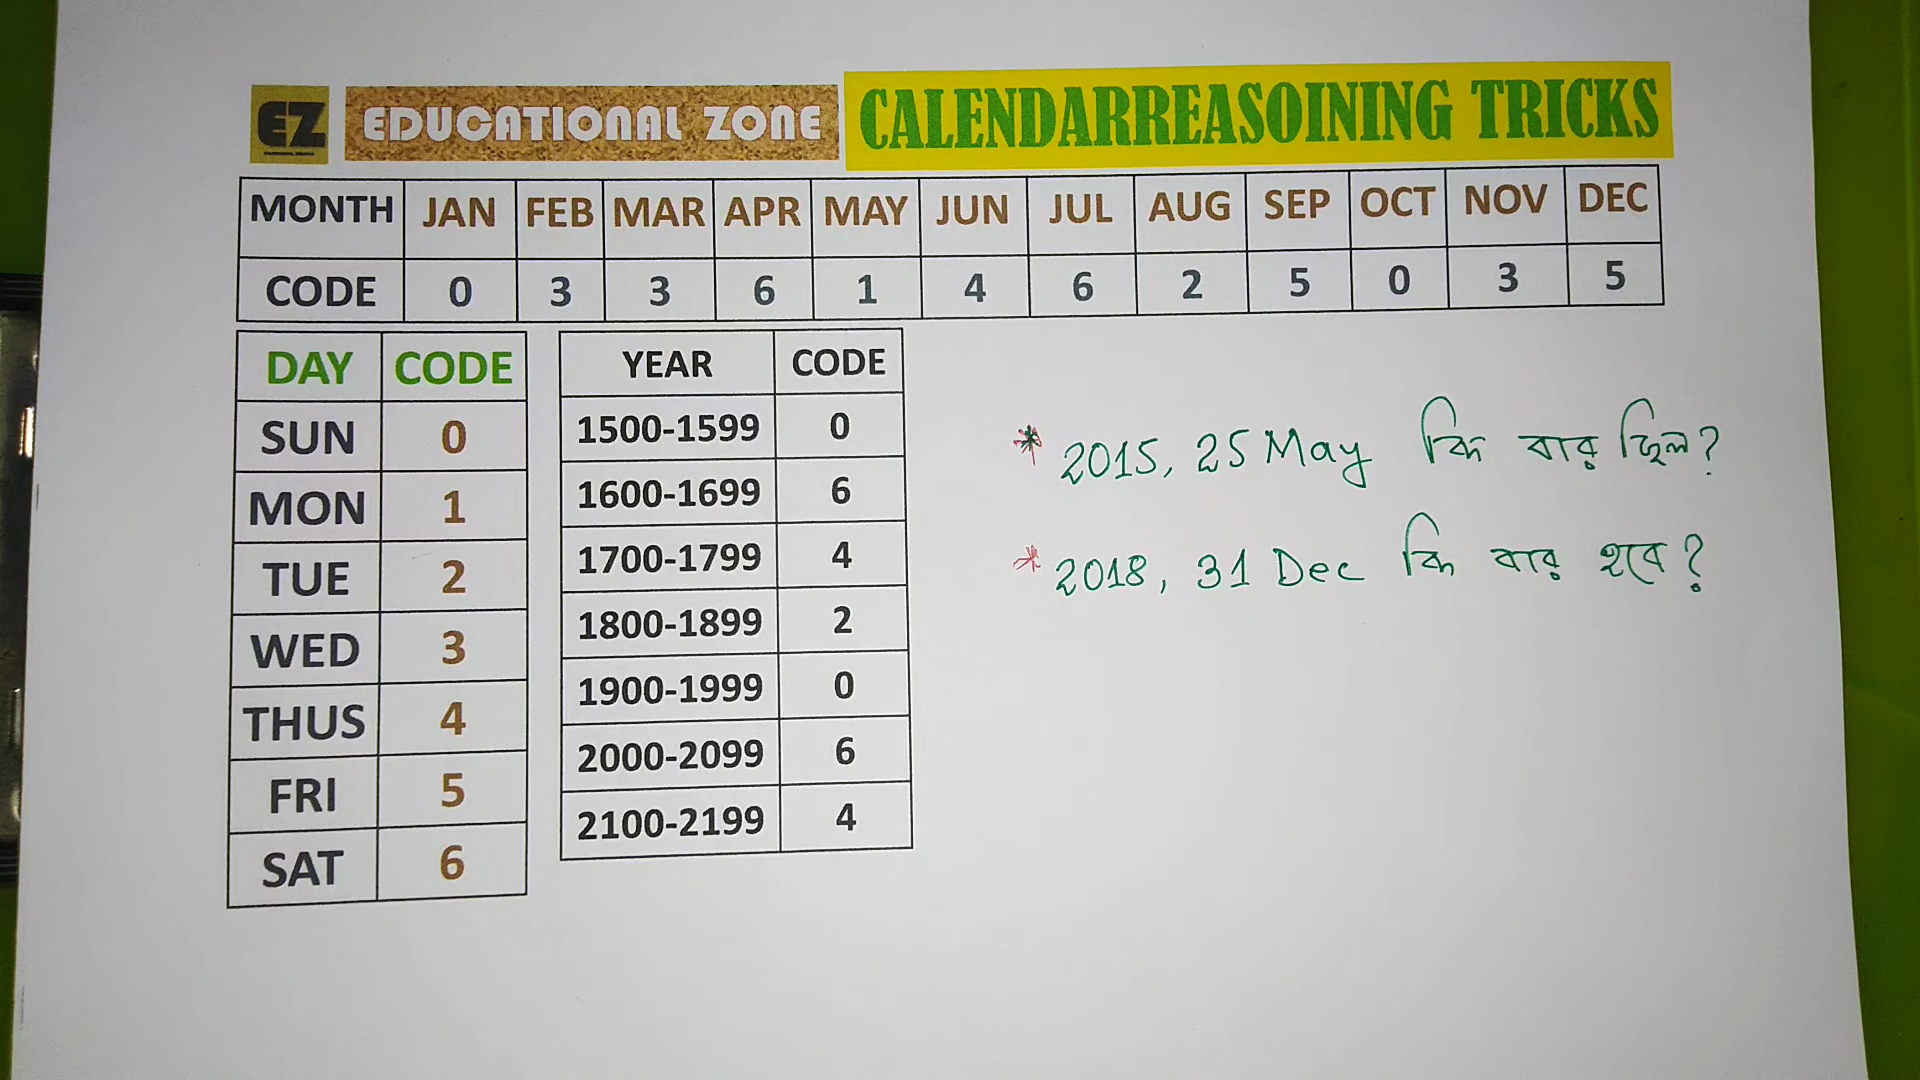 EZ EDUCATIONAL ZONE CALENDARREASOINING TRICKS
MONTH JAN FEB MAR APR MAY JUN JUL AUG SEP OCT NOV DEC
CODE 0 3 3 6 1 4 6 2 5 0 3 5
DAY CODE
SUN 0
MON 1
TUE 2
WED 3
THUS 4
FRI 5
SAT 6
YEAR CODE
1500-1599 0
1600-1699 6
1700-1799 4
1800-1899 2
1900-1999 0
2000-2099 6
2100-2199 4
* 2015, 25 May কি বার ছিল?
* 2018, 31 Dec কি বার হবে?